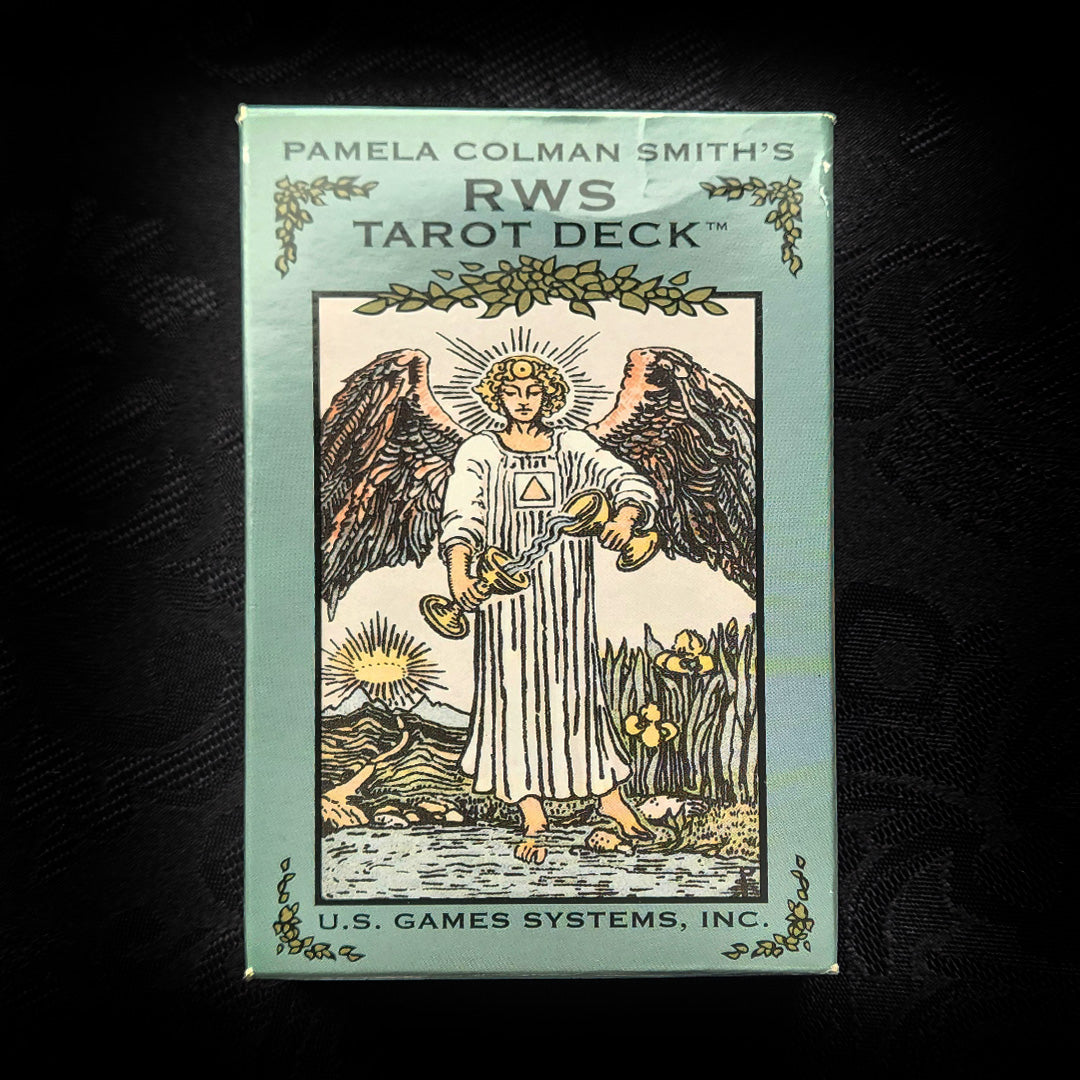 PAMELA COLMAN SMITH'S
RWS
TAROT DECK™
U.S. GAMES SYSTEMS, INC.